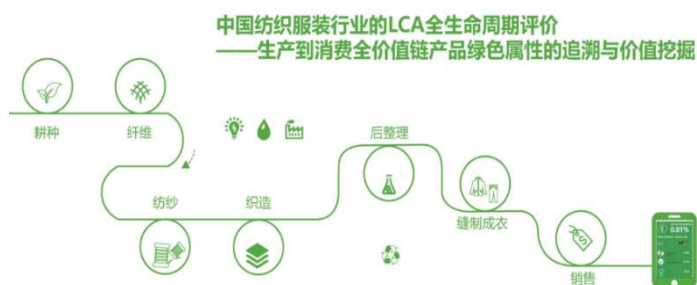 中国纺织服装行业的LCA全生命周期评价
——生产到消费全价值链产品绿色属性的追溯与价值挖掘
耕种
纤维
后整理
纺纱
织造
缝制成衣
销售
0.01%